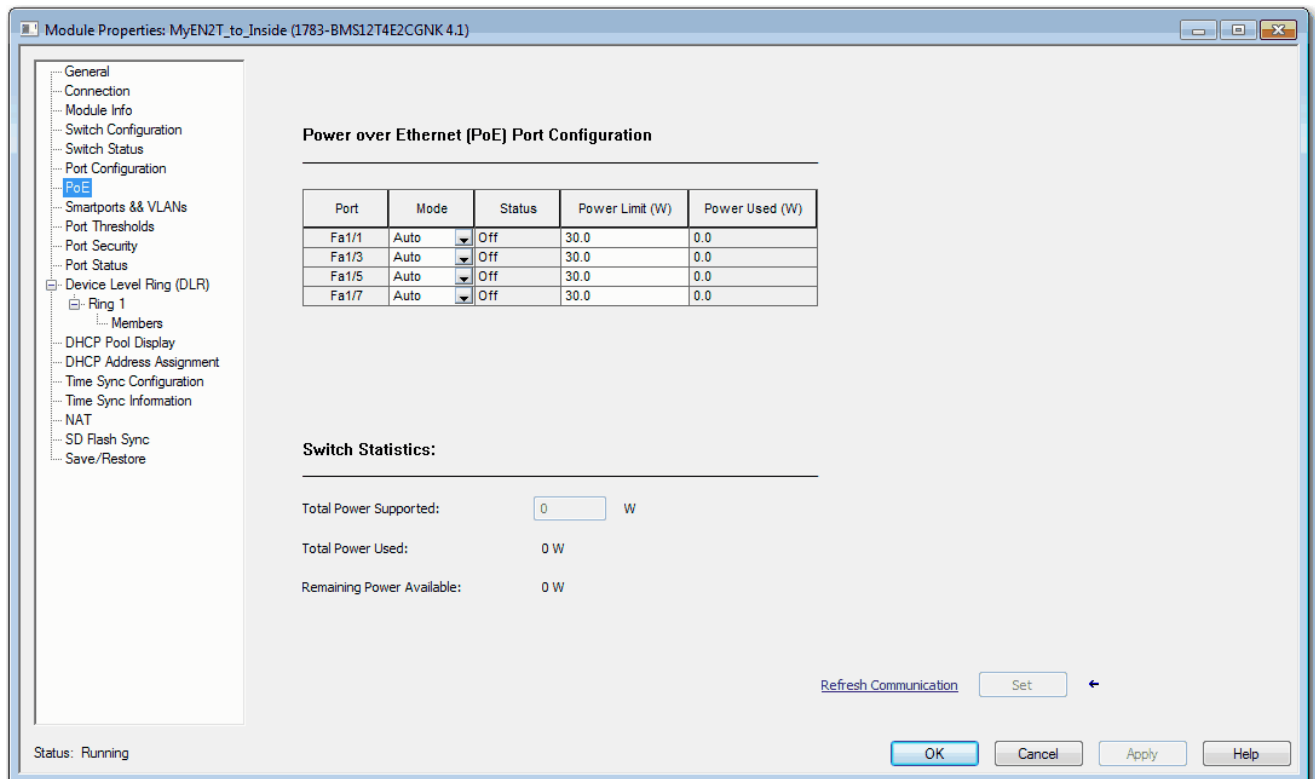 Module Properties: MyEN2T_to_Inside (1783-BMS12T4E2CGNK 4.1)
General
Connection
Module Info
Switch Configuration
Switch Status
Port Configuration
PoE
Smartports && VLANs
Port Thresholds
Port Security
Port Status
Device Level Ring (DLR)
Ring 1
Members
DHCP Pool Display
DHCP Address Assignment
Time Sync Configuration
Time Sync Information
NAT
SD Flash Sync
Save/Restore
Power over Ethernet (PoE) Port Configuration
Port Mode Status Power Limit (W) Power Used (W)
Fa1/1 Auto Off 30.0 0.0
Fa1/3 Auto Off 30.0 0.0
Fa1/5 Auto Off 30.0 0.0
Fa1/7 Auto Off 30.0 0.0
Switch Statistics:
Total Power Supported: 0 W
Total Power Used: 0 W
Remaining Power Available: 0 W
Refresh Communication Set
Status: Running
OK Cancel Apply Help